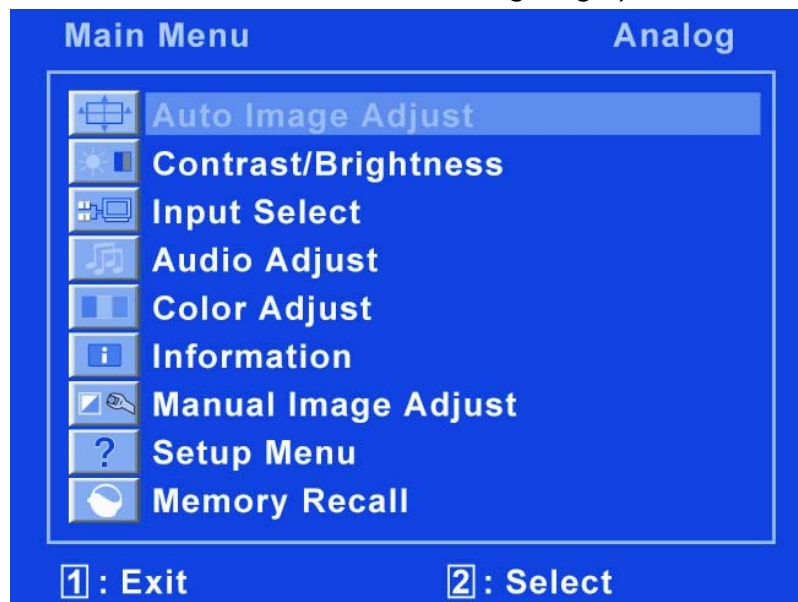 Main Menu Analog
Auto Image Adjust
Contrast/Brightness
Input Select
Audio Adjust
Color Adjust
i Information
Manual Image Adjust
? Setup Menu
Memory Recall
1 : Exit 2 : Select